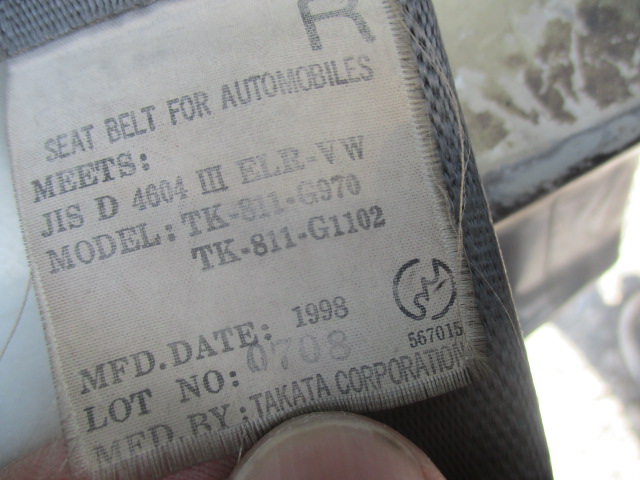 R
SEAT BELT FOR AUTOMOBILES
MEETS:
JIS D 4604 III ELR-VW
MODEL: TK-811-G970
TK-811-G1102
MFD.DATE: 1998
LOT NO: 0708
567015
MFD.BY: TAKATA CORPORATION